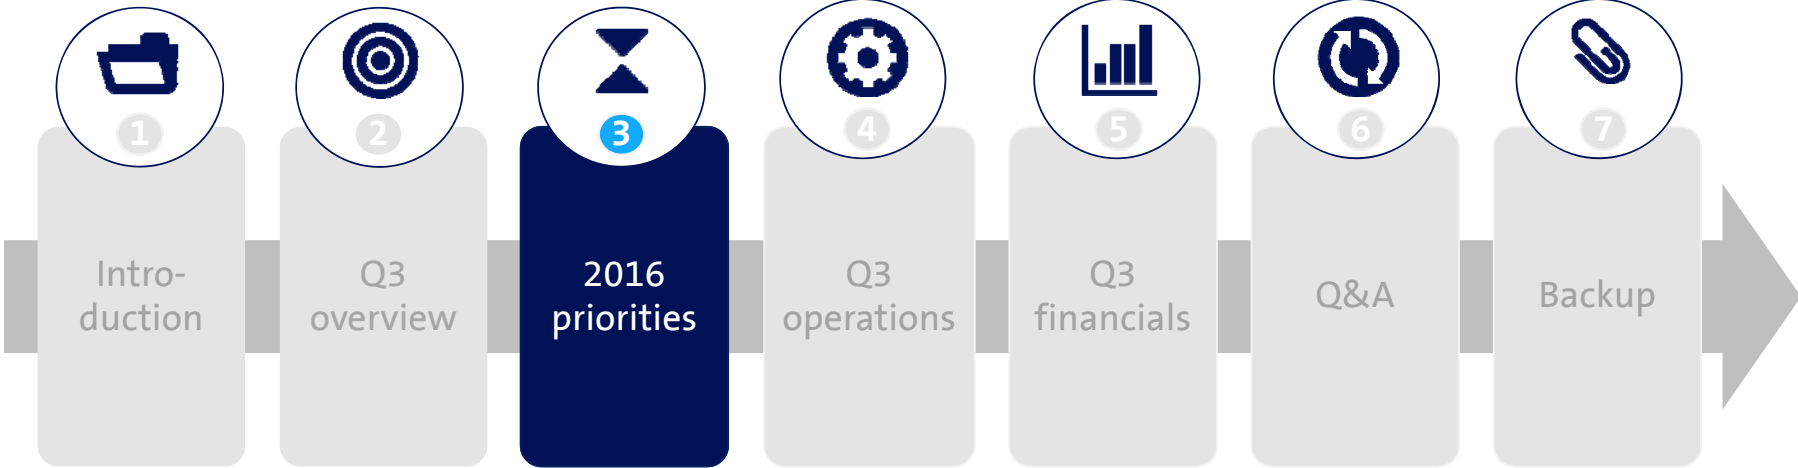 1
Intro-
duction
2
Q3
overview
3
2016
priorities
4
Q3
operations
5
Q3
financials
6
Q&A
7
Backup